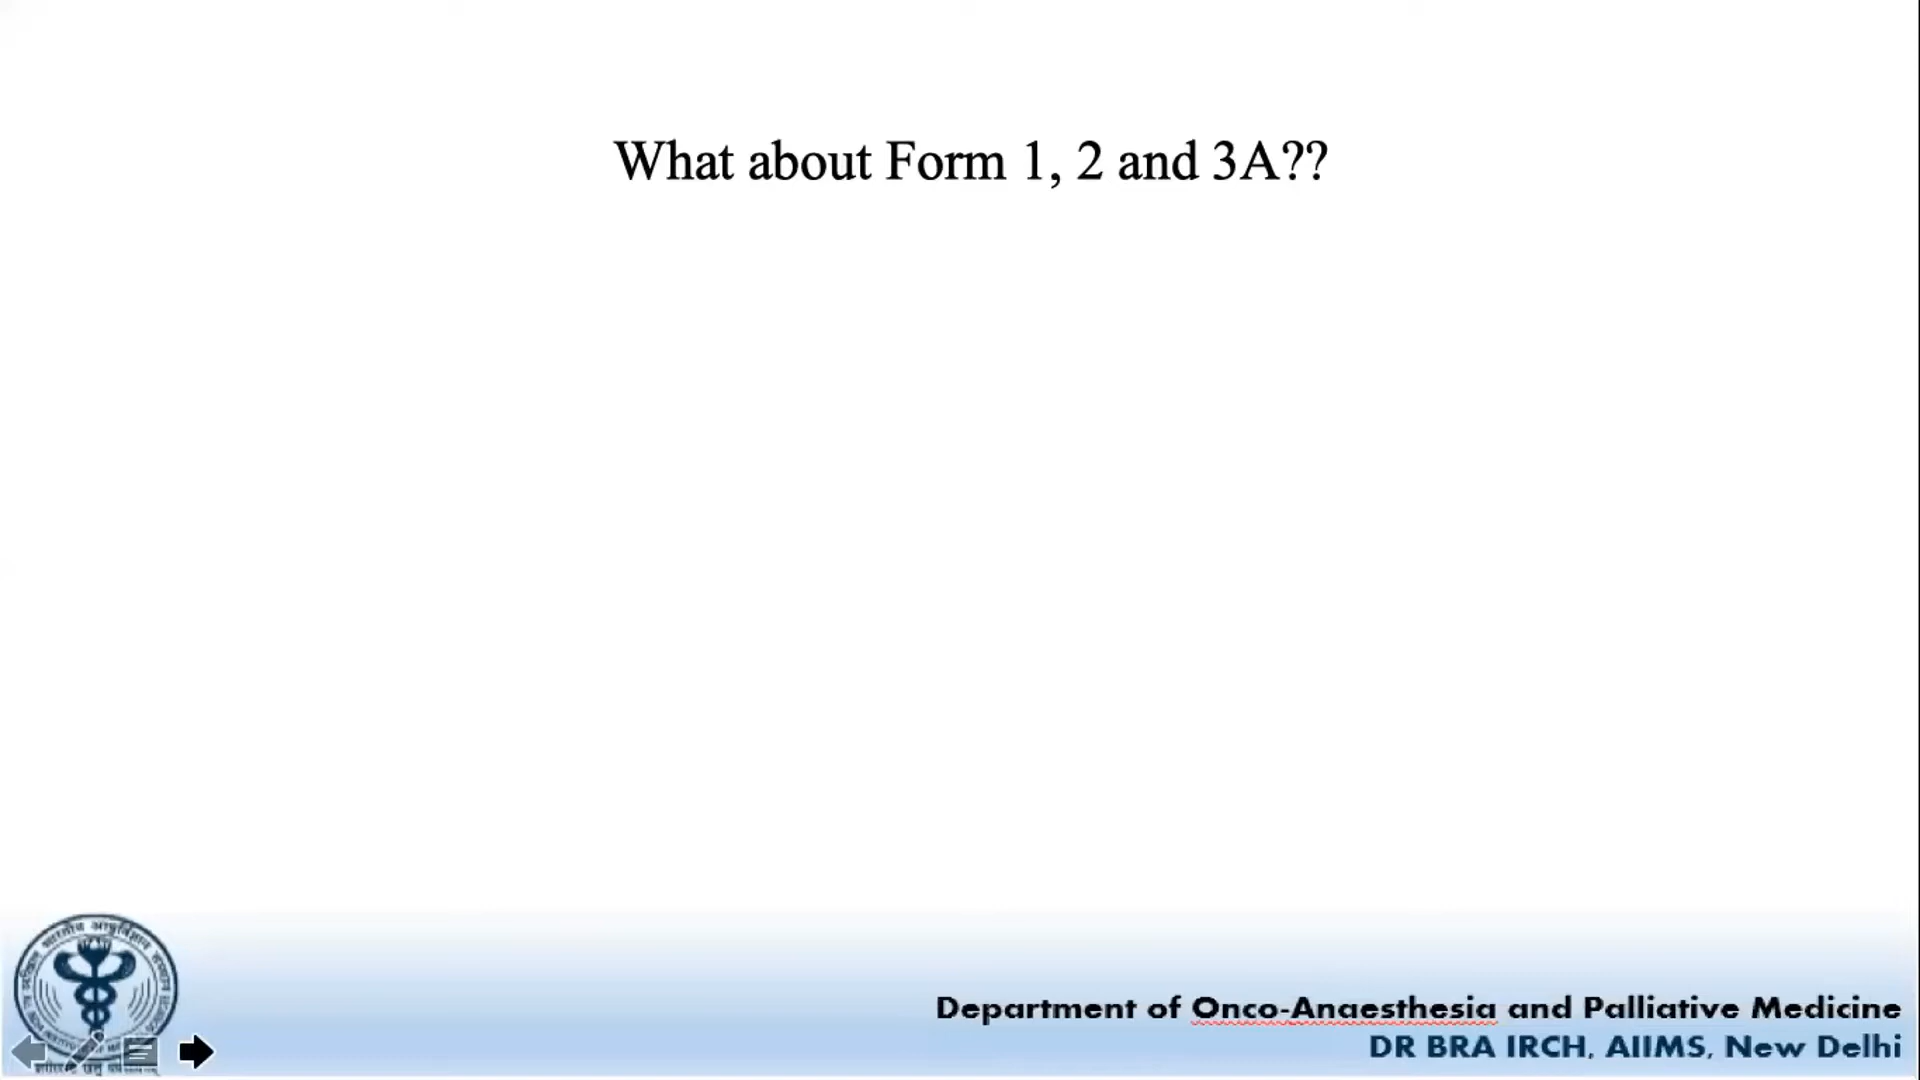 What about Form 1, 2 and 3A??
Department of Onco-Anaesthesia and Palliative Medicine
DR BRA IRCH, AIIMS, New Delhi